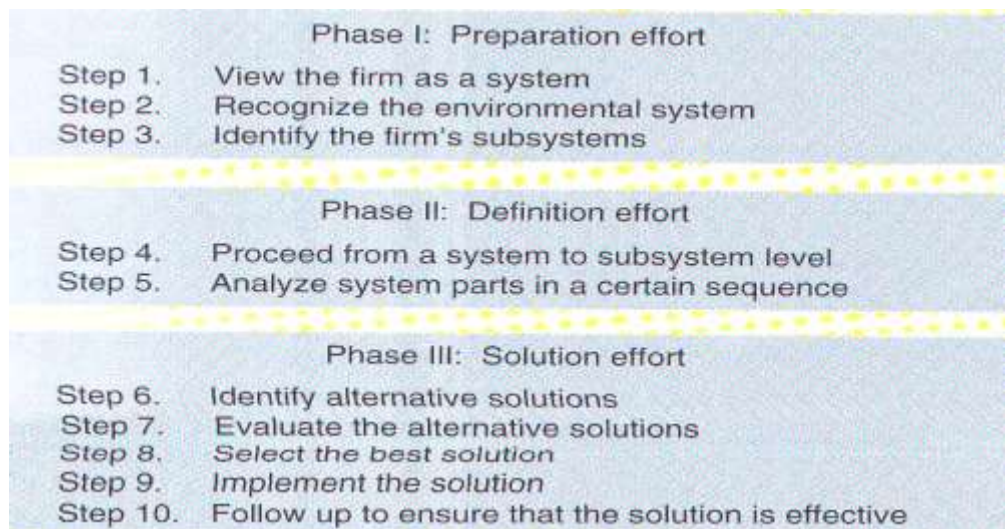 Phase I: Preparation effort
Step 1. View the firm as a system
Step 2. Recognize the environmental system
Step 3. Identify the firm's subsystems
Phase II: Definition effort
Step 4. Proceed from a system to subsystem level
Step 5. Analyze system parts in a certain sequence
Phase III: Solution effort
Step 6. Identify alternative solutions
Step 7. Evaluate the alternative solutions
Step 8. Select the best solution
Step 9. Implement the solution
Step 10. Follow up to ensure that the solution is effective